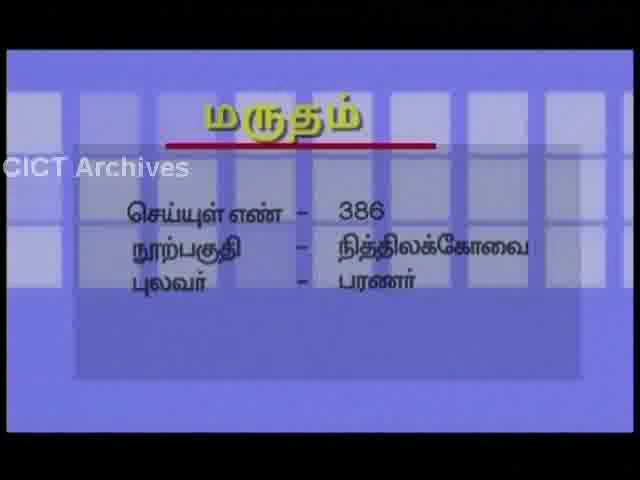 மருதம்
CICT Archives
செய்யுள் எண் - 386
நூற்பகுதி - நித்திலக்கோவை
புலவர் - பரணர்